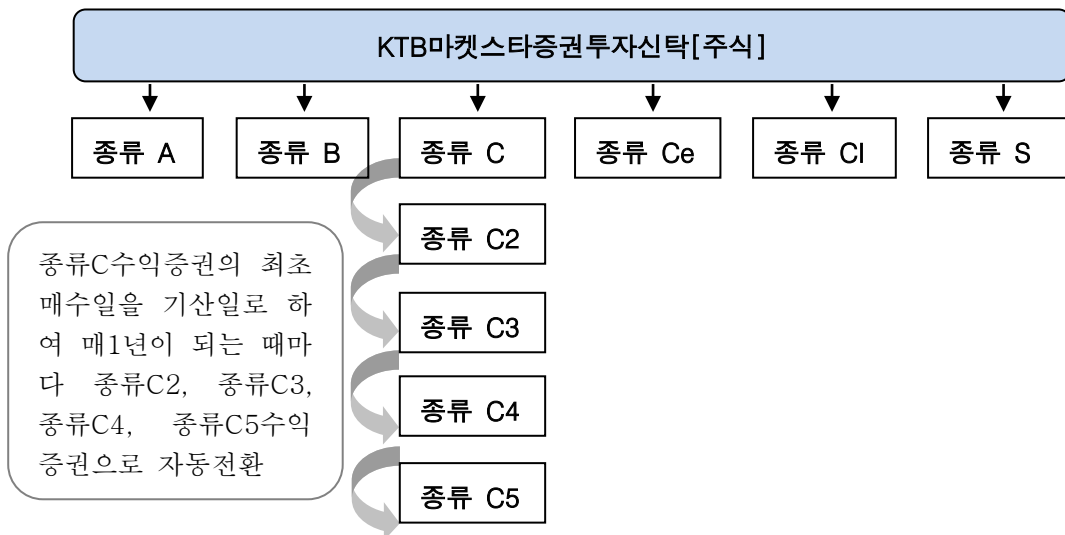 KTB마켓스타증권투자신탁[주식]
종류 A
종류 B
종류 C
종류 Ce
종류 CI
종류 S
종류 C2
종류C수익증권의 최초
매수일을 기산일로 하
여 매1년이 되는 때마
다 종류C2, 종류C3,
종류C4, 종류C5수익
증권으로 자동전환
종류 C3
종류 C4
종류 C5